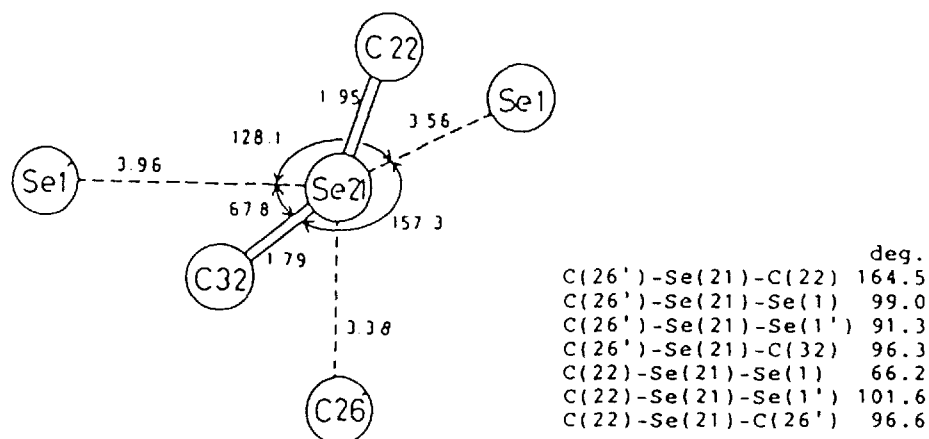 C22
1.95
Se1
3.56
128.1
3.96
Se1'
Se21
67.8
157.3
C32
1.79
3.38
C26'
deg.
C(26')-Se(21)-C(22) 164.5
C(26')-Se(21)-Se(1) 99.0
C(26')-Se(21)-Se(1') 91.3
C(26')-Se(21)-C(32) 96.3
C(22)-Se(21)-Se(1) 66.2
C(22)-Se(21)-Se(1') 101.6
C(22)-Se(21)-C(26') 96.6